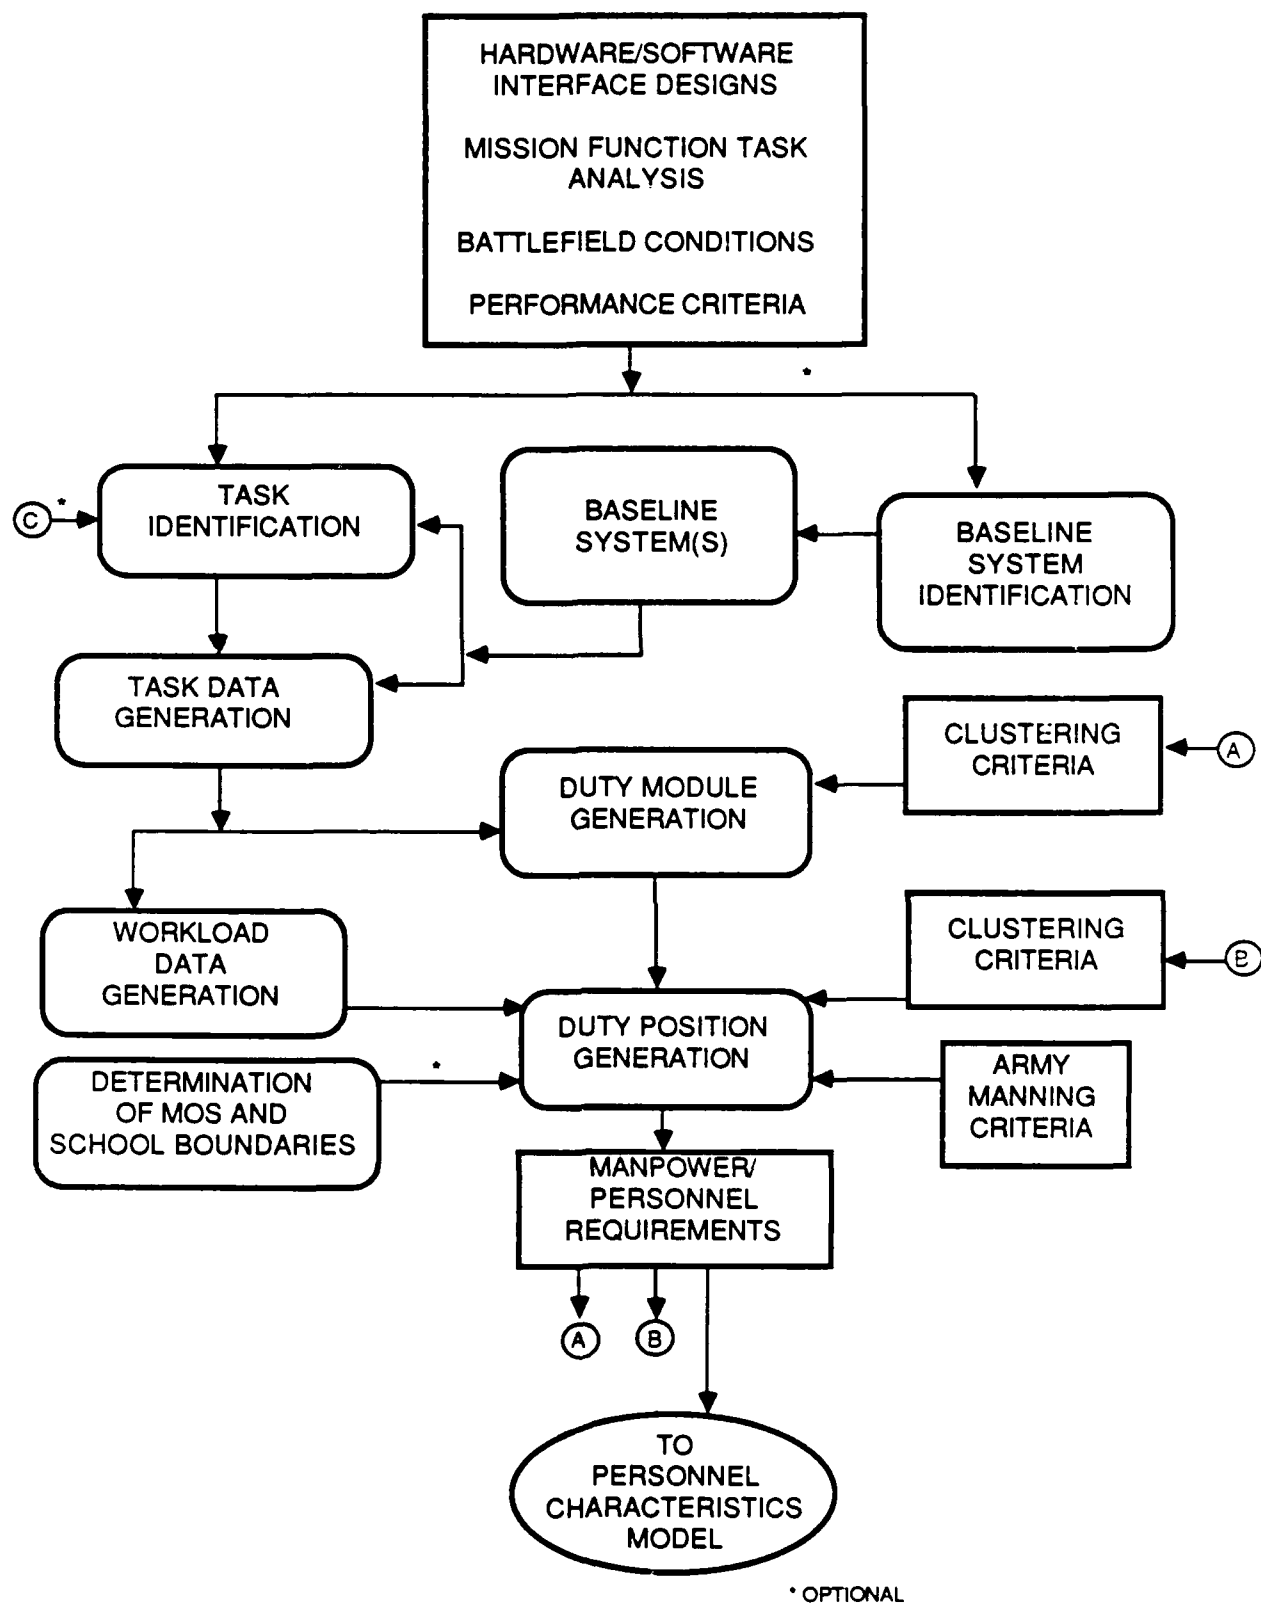 HARDWARE/SOFTWARE
INTERFACE DESIGNS
MISSION FUNCTION TASK
ANALYSIS
BATTLEFIELD CONDITIONS
PERFORMANCE CRITERIA
*
TASK
IDENTIFICATION
C
*
BASELINE
SYSTEM(S)
BASELINE
SYSTEM
IDENTIFICATION
TASK DATA
GENERATION
CLUSTERING
CRITERIA
A
DUTY MODULE
GENERATION
WORKLOAD
DATA
GENERATION
CLUSTERING
CRITERIA
B
DUTY POSITION
GENERATION
DETERMINATION
OF MOS AND
SCHOOL BOUNDARIES
*
ARMY
MANNING
CRITERIA
MANPOWER/
PERSONNEL
REQUIREMENTS
A
B
TO
PERSONNEL
CHARACTERISTICS
MODEL
* OPTIONAL